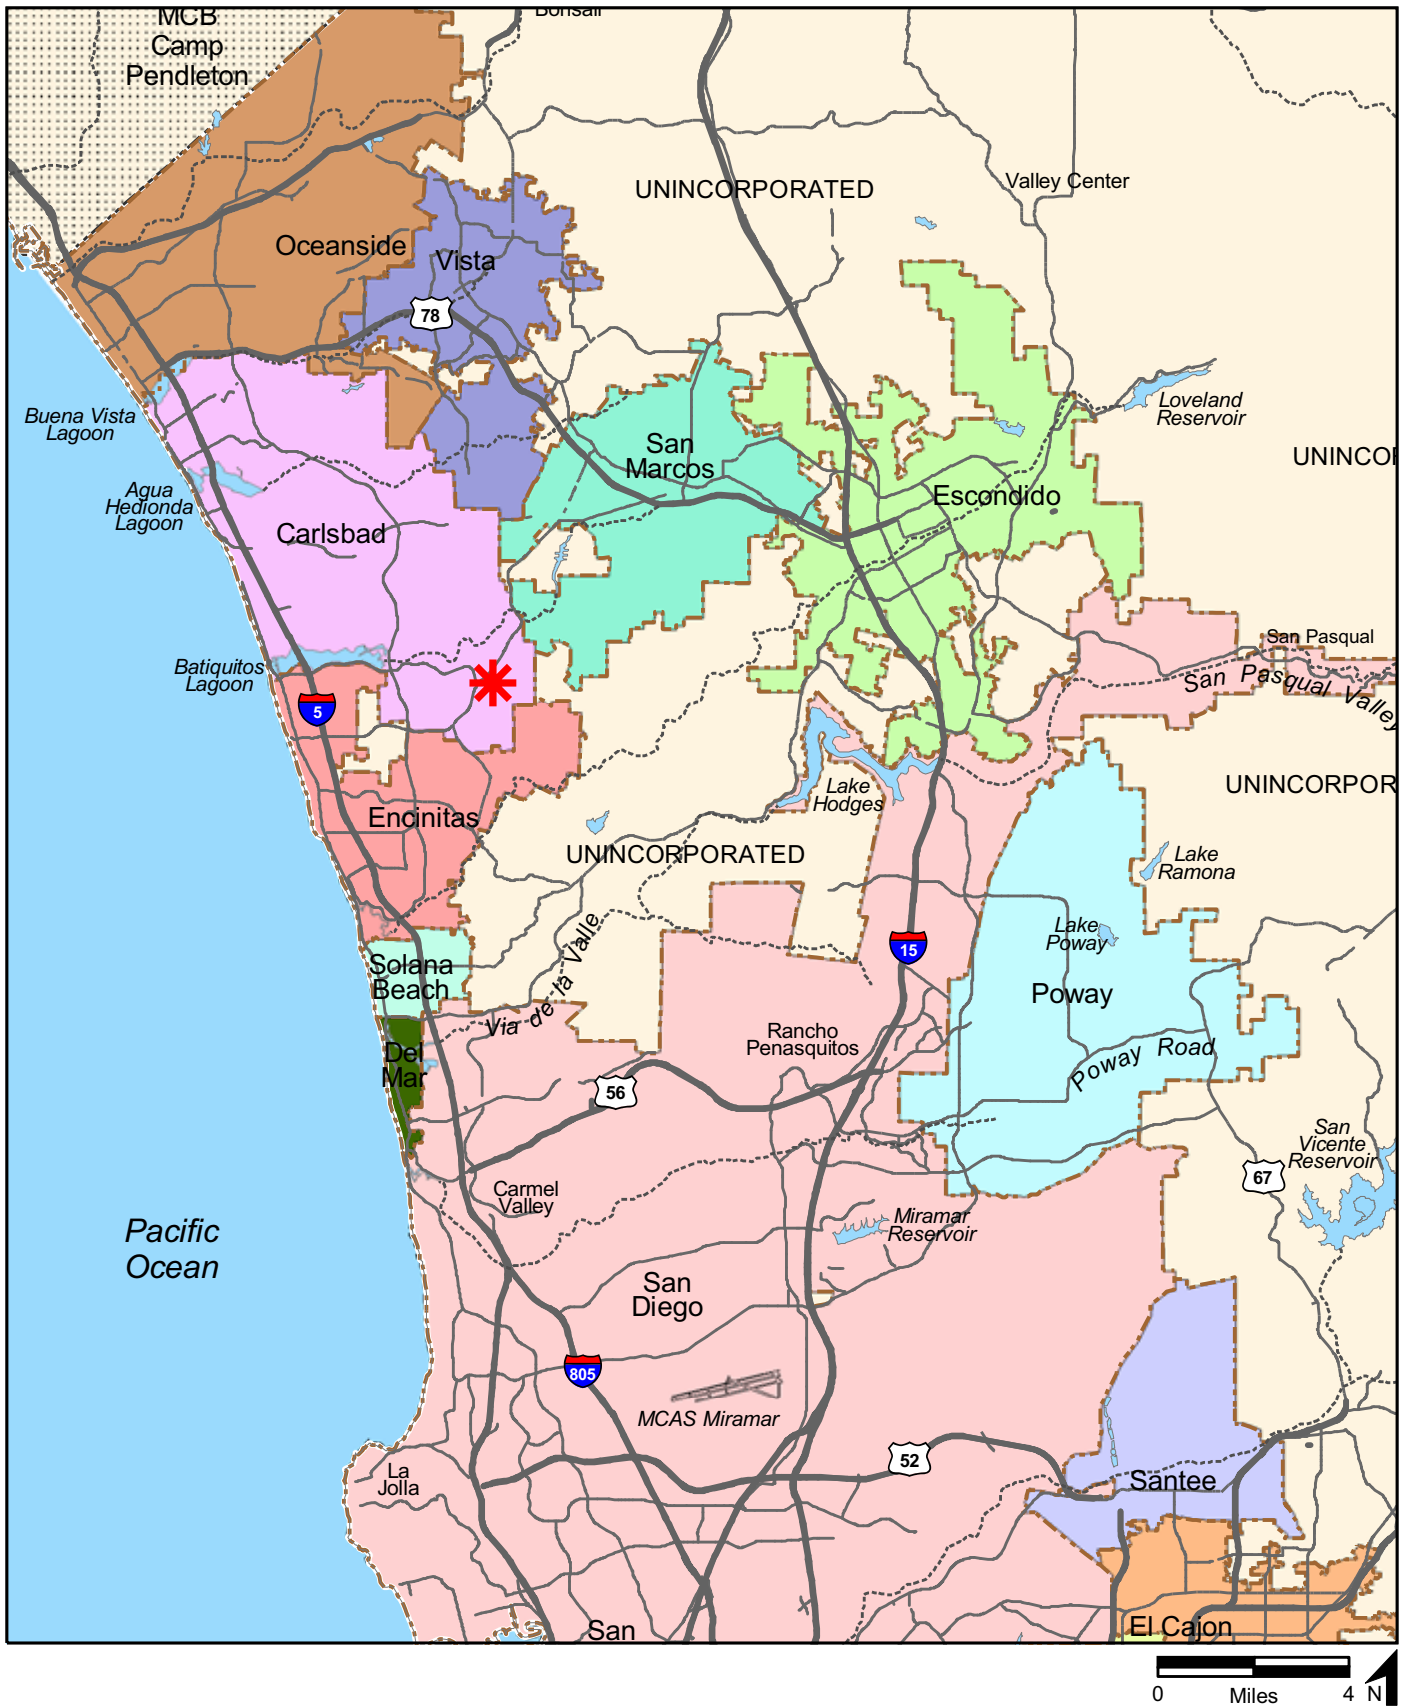 Bonsall
MCB
Camp
Pendleton
UNINCORPORATED
Valley Center
Oceanside
Vista
78
Loveland
Reservoir
Buena Vista
Lagoon
San
Marcos
UNINCOR
Agua
Hedionda
Lagoon
Escondido
Carlsbad
San Pasqual
Batiquitos
Lagoon
San Pasqual Valley
5
UNINCORPOR
Lake
Hodges
Encinitas
UNINCORPORATED
Lake
Ramona
Lake
Poway
Via de la Valle
15
Solana
Beach
Poway
Rancho
Penasquitos
Del
Mar
Poway Road
56
San
Vicente
Reservoir
67
Carmel
Valley
Miramar
Reservoir
Pacific
Ocean
San
Diego
805
MCAS Miramar
52
La
Jolla
Santee
San
El Cajon
0
Miles
4
N